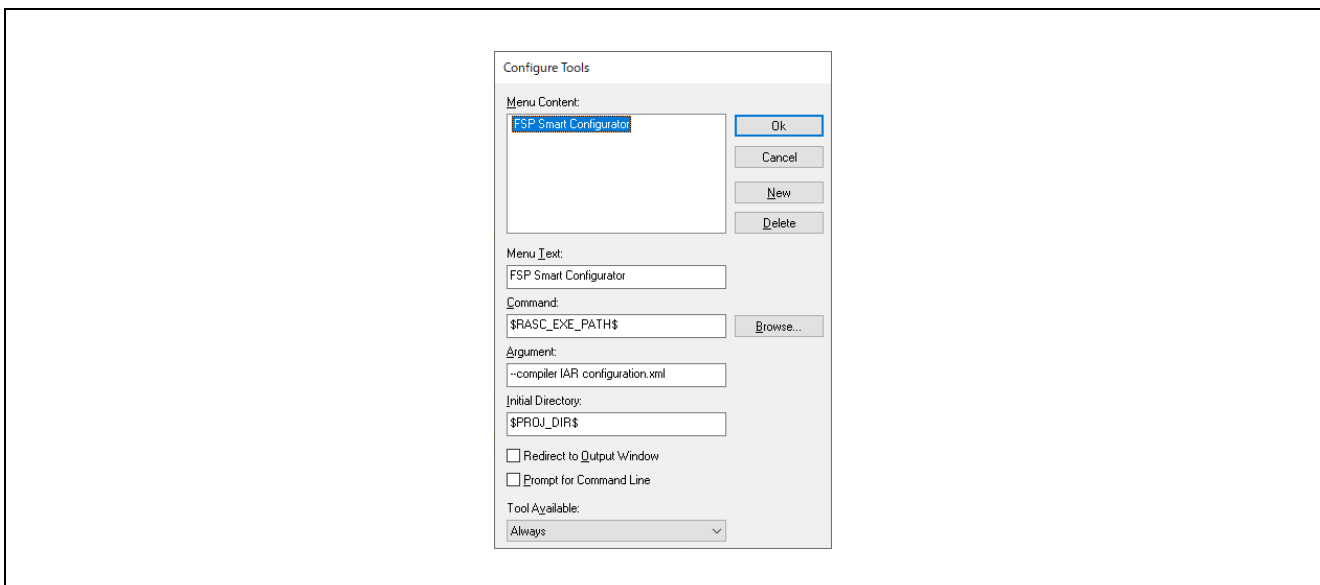 Configure Tools
Menu Content:
FSP Smart Configurator
Ok
Cancel
New
Delete
Menu Text:
FSP Smart Configurator
Command:
$RASC_EXE_PATH$
Browse...
Argument:
--compiler IAR configuration.xml
Initial Directory:
$PROJ_DIR$
Redirect to Output Window
Prompt for Command Line
Tool Available:
Always